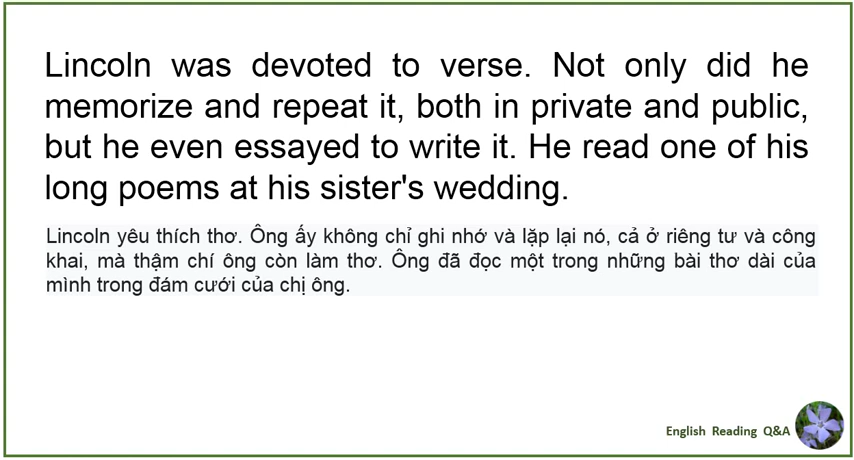 Lincoln was devoted to verse. Not only did he
memorize and repeat it, both in private and public,
but he even essayed to write it. He read one of his
long poems at his sister's wedding.
Lincoln yêu thích thơ. Ông ấy không chỉ ghi nhớ và lặp lại nó, cả ở riêng tư và công
khai, mà thậm chí ông còn làm thơ. Ông đã đọc một trong những bài thơ dài của
mình trong đám cưới của chị ông.
English Reading Q&A